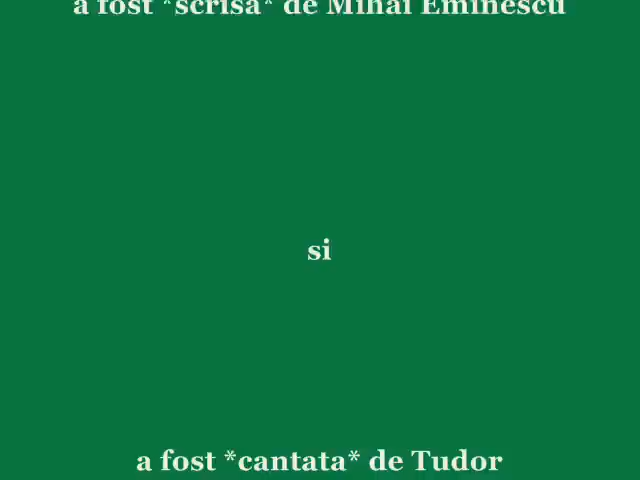 a fost *scrisa* de Mihai Eminescu
si
a fost *cantata* de Tudor